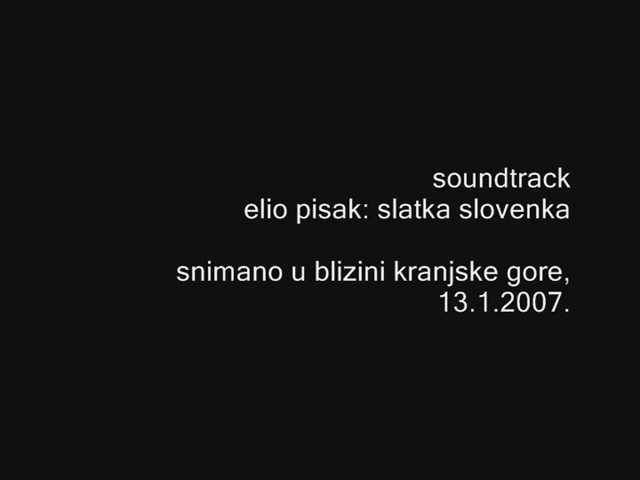 soundtrack
elio pisak: slatka slovenka
snimano u blizini kranjske gore,
13.1.2007.